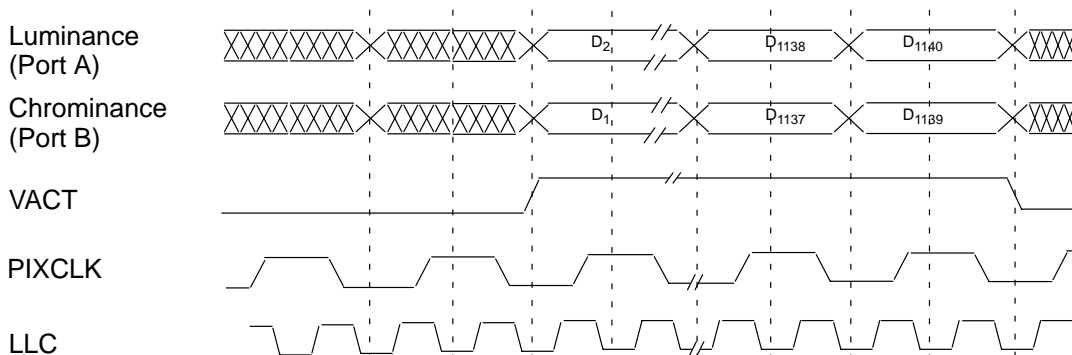 Luminance
(Port A)
D2
D1138
D1140
Chrominance
(Port B)
D1
D1137
D1139
VACT
PIXCLK
LLC